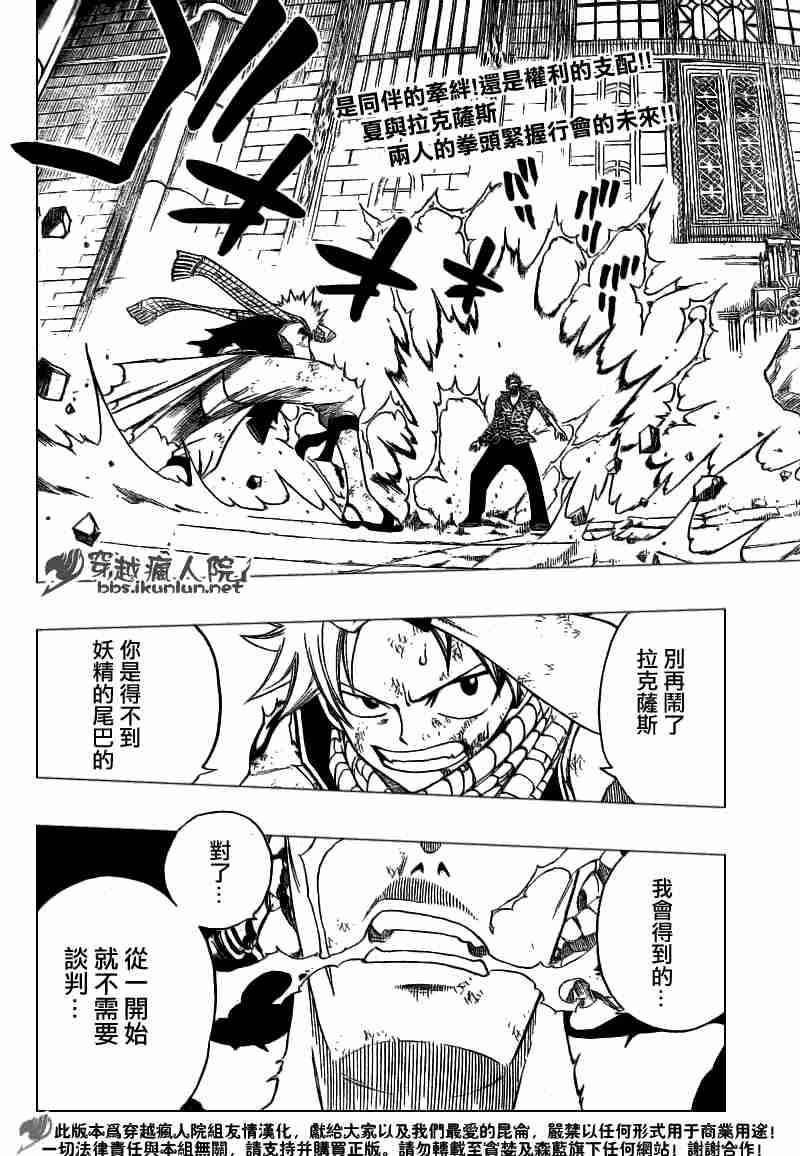 是同伴的牽絆!還是權利的支配!!
夏與拉克薩斯
兩人的拳頭緊握行會的未來!!
穿越瘋人院
bbs.ikunlun.net
別再鬧了
拉克薩斯
你是得不到
妖精的尾巴的
我會得到的…
對了…
從一開始
就不需要
談判…
此版本爲穿越瘋人院組友情漢化，獻給大家以及我們最愛的昆侖，嚴禁以任何形式用于商業用途！
一切法律責任與本組無關，請支持并購買正版。請勿轉載至貪婪及森藍旗下任何網站！謝謝合作！